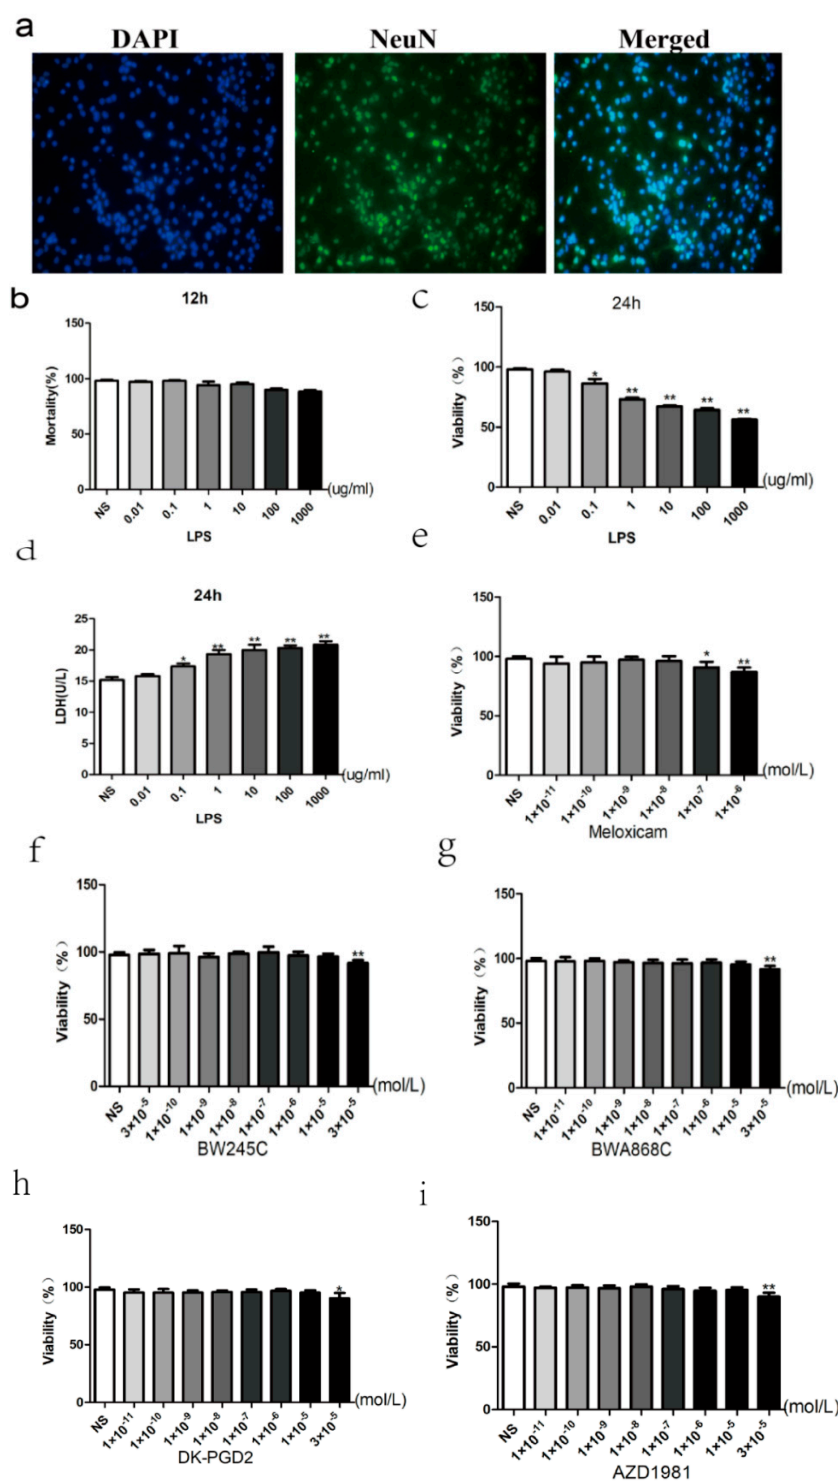 a
DAPI NeuN Merged
b
12h
Mortality(%)
150
100
50
0
NS 0.01 0.1 1 10 100 1000
(ug/ml)
LPS
c
24h
Viability (%)
150
100
50
0
* ** ** ** **
NS 0.01 0.1 1 10 100 1000
(ug/ml)
LPS
d
24h
LDH(U/L)
25
20
15
10
5
0
* ** ** ** **
NS 0.01 0.1 1 10 100 1000
(ug/ml)
LPS
e
Viability (%)
150
100
50
0
* **
NS 1×10⁻¹¹ 1×10⁻¹⁰ 1×10⁻⁹ 1×10⁻⁸ 1×10⁻⁷ 1×10⁻⁶
(mol/L)
Meloxicam
f
Viability (%)
150
100
50
0
**
NS 3×10⁻⁵ 1×10⁻¹⁰ 1×10⁻⁹ 1×10⁻⁸ 1×10⁻⁷ 1×10⁻⁶ 1×10⁻⁵ 3×10⁻⁵
(mol/L)
BW245C
g
Viability (%)
150
100
50
0
**
NS 1×10⁻¹¹ 1×10⁻¹⁰ 1×10⁻⁹ 1×10⁻⁸ 1×10⁻⁷ 1×10⁻⁶ 1×10⁻⁵ 3×10⁻⁵
(mol/L)
BWA868C
h
Viability (%)
150
100
50
0
*
NS 1×10⁻¹¹ 1×10⁻¹⁰ 1×10⁻⁹ 1×10⁻⁸ 1×10⁻⁷ 1×10⁻⁶ 1×10⁻⁵ 3×10⁻⁵
(mol/L)
DK-PGD2
i
Viability (%)
150
100
50
0
**
NS 1×10⁻¹¹ 1×10⁻¹⁰ 1×10⁻⁹ 1×10⁻⁸ 1×10⁻⁷ 1×10⁻⁶ 1×10⁻⁵ 3×10⁻⁵
(mol/L)
AZD1981